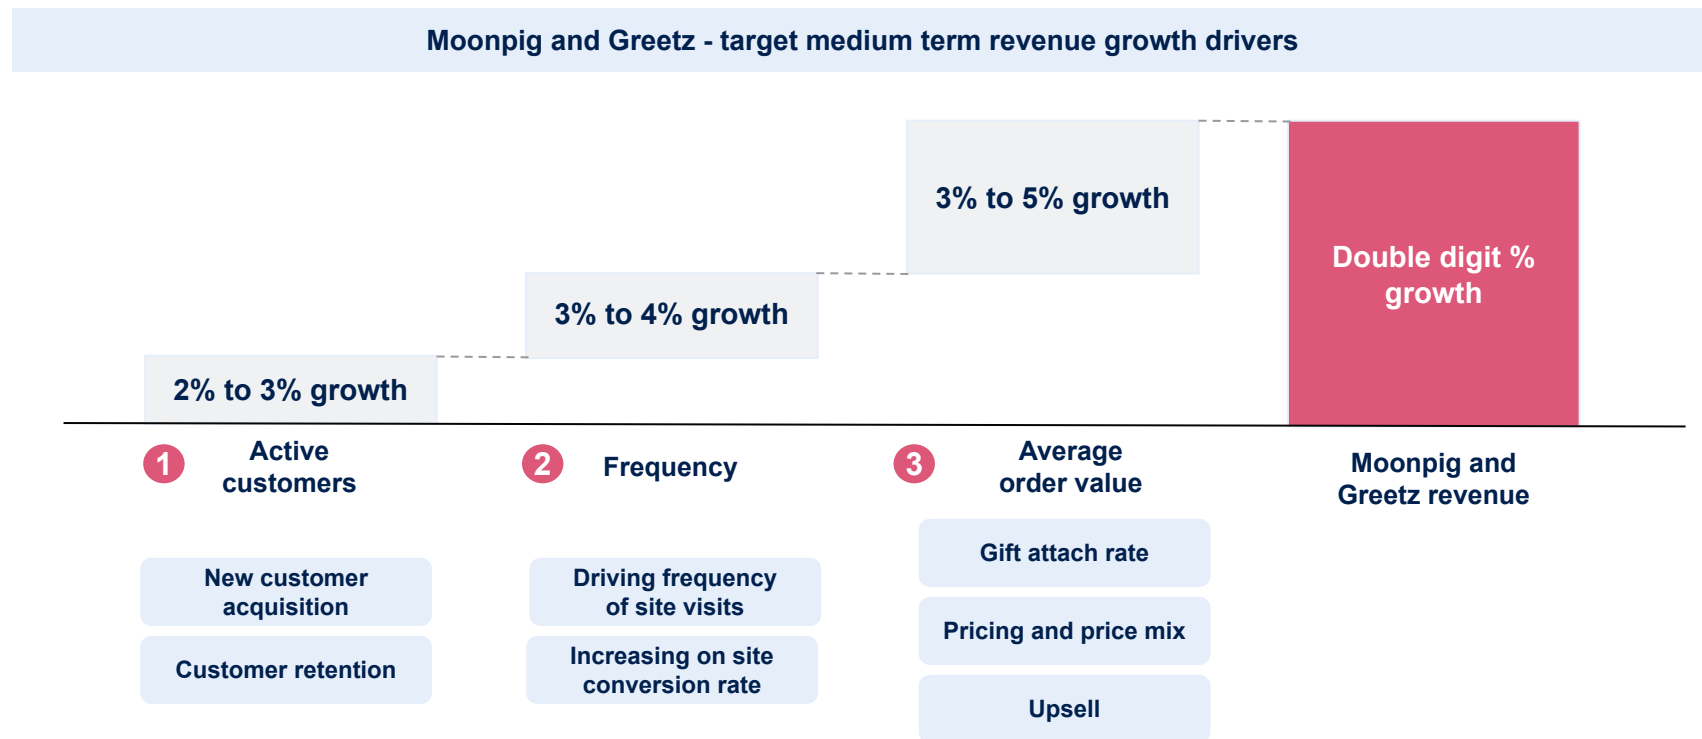 Moonpig and Greetz - target medium term revenue growth drivers
2% to 3% growth
3% to 4% growth
3% to 5% growth
Double digit %
growth
1
Active
customers
2
Frequency
3
Average
order value
Moonpig and
Greetz revenue
New customer
acquisition
Customer retention
Driving frequency
of site visits
Increasing on site
conversion rate
Gift attach rate
Pricing and price mix
Upsell